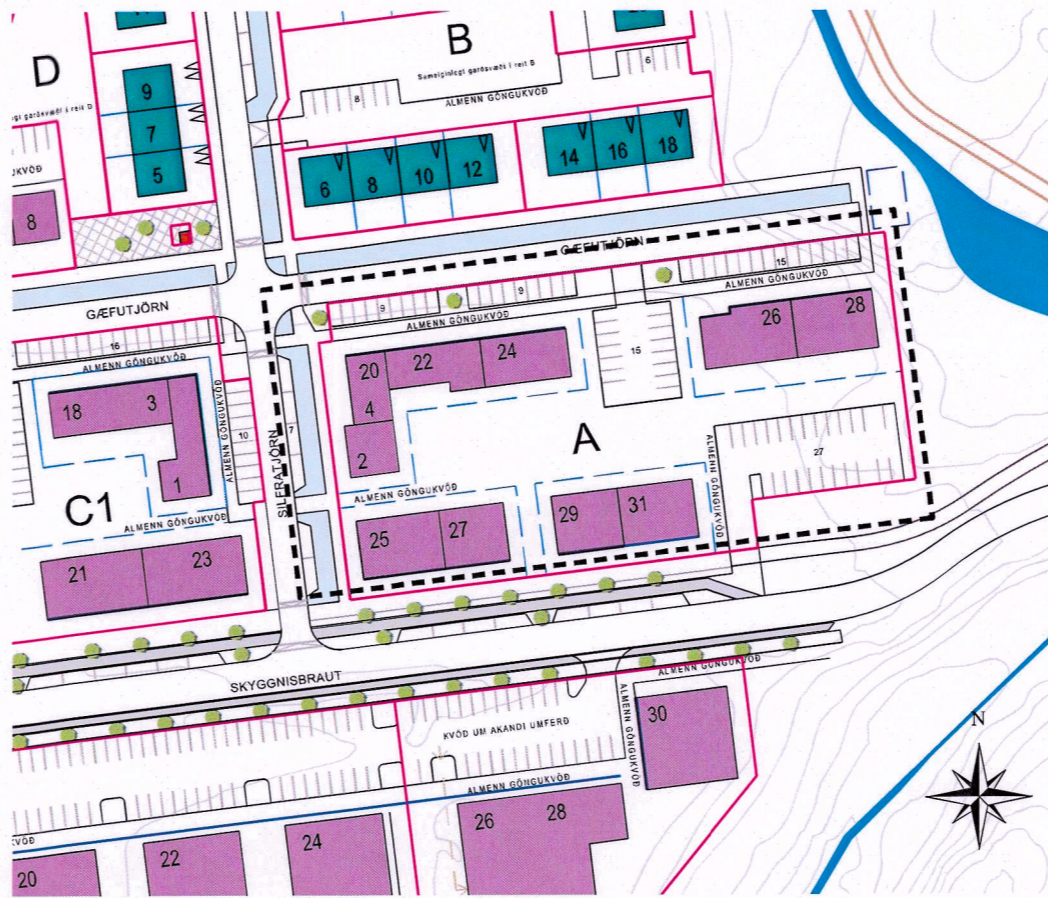 D
B
9
7
5
8
8
6
Sameiginlegt garðsvæði í reit B
ALMENN GÖNGUKVÖÐ
6
8
10
12
14
16
18
GÆFUTJÖRN
GÆFUTJÖRN
16
ALMENN GÖNGUKVÖÐ
18
3
1
C1
ALMENN GÖNGUKVÖÐ
10
ALMENN GÖNGUKVÖÐ
21
23
SILFRATJÖRN
7
9
9
ALMENN GÖNGUKVÖÐ
15
ALMENN GÖNGUKVÖÐ
20
22
24
4
2
15
26
28
A
ALMENN GÖNGUKVÖÐ
25
27
29
31
ALMENN GÖNGUKVÖÐ
27
SKYGGNISBRAUT
ALMENN GÖNGUKVÖÐ
ALMENN GÖNGUKVÖÐ
30
KVÖÐ UM AKANDI UMFERÐ
ALMENN GÖNGUKVÖÐ
26
28
24
22
20
N